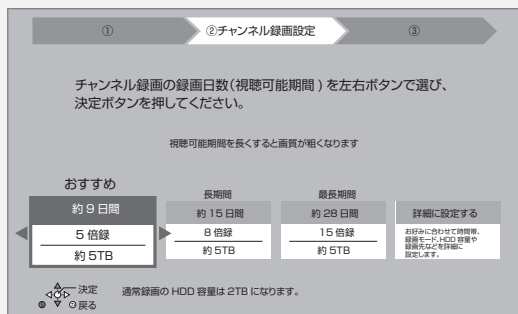 ①
②チャンネル録画設定
③
チャンネル録画の録画日数(視聴可能期間)を左右ボタンで選び、
決定ボタンを押してください。
視聴可能期間を長くすると画質が粗くなります
おすすめ
約9日間
5倍録
約5TB
長期間
約15日間
8倍録
約5TB
最長期間
約28日間
15倍録
約5TB
詳細に設定する
お好みに合わせて時間帯、
録画モード、HDD容量や
録画先などを詳細に
設定します。
決定
戻る
通常録画のHDD容量は2TBになります。